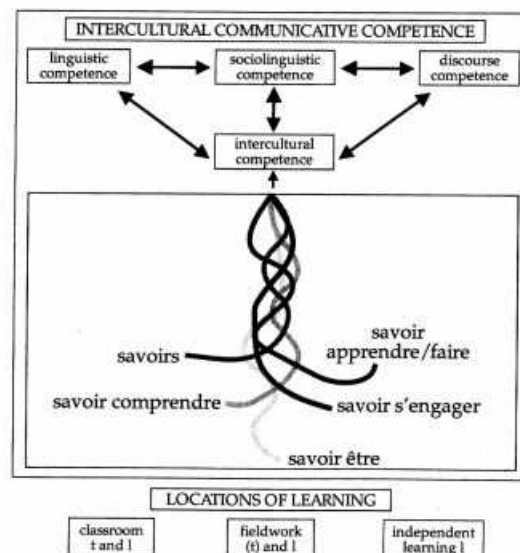 INTERCULTURAL COMMUNICATIVE COMPETENCE
linguistic
competence
sociolinguistic
competence
discourse
competence
intercultural
competence
savoirs
savoir
apprendre/faire
savoir comprendre
savoir s'engager
savoir être
LOCATIONS OF LEARNING
classroom
t and l
fieldwork
(t) and l
independent
learning l